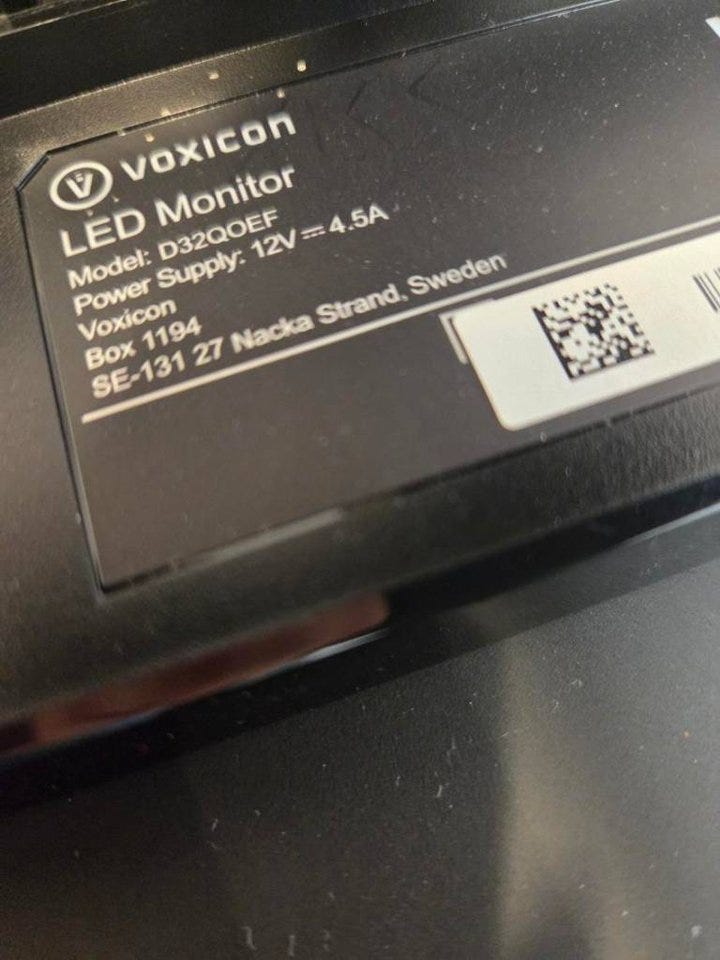 VOXICON
LED Monitor
Model: D32QOEF
Power Supply: 12V⎓4.5A
Voxicon
Box 1194
SE-131 27 Nacka Strand, Sweden